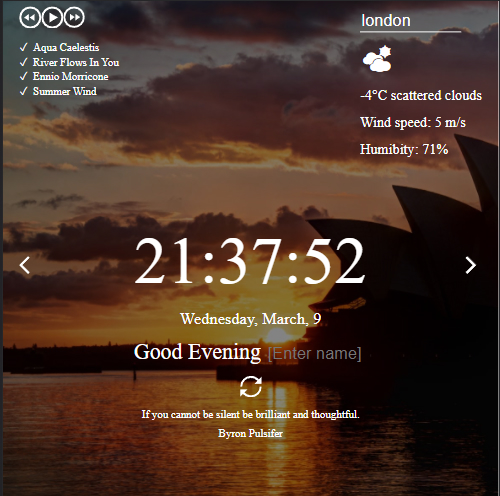 london
Aqua Caelestis
River Flows In You
Ennio Morricone
Summer Wind
-4°C scattered clouds
Wind speed: 5 m/s
Humibity: 71%
21:37:52
Wednesday, March, 9
Good Evening [Enter name]
If you cannot be silent be brilliant and thoughtful.
Byron Pulsifer